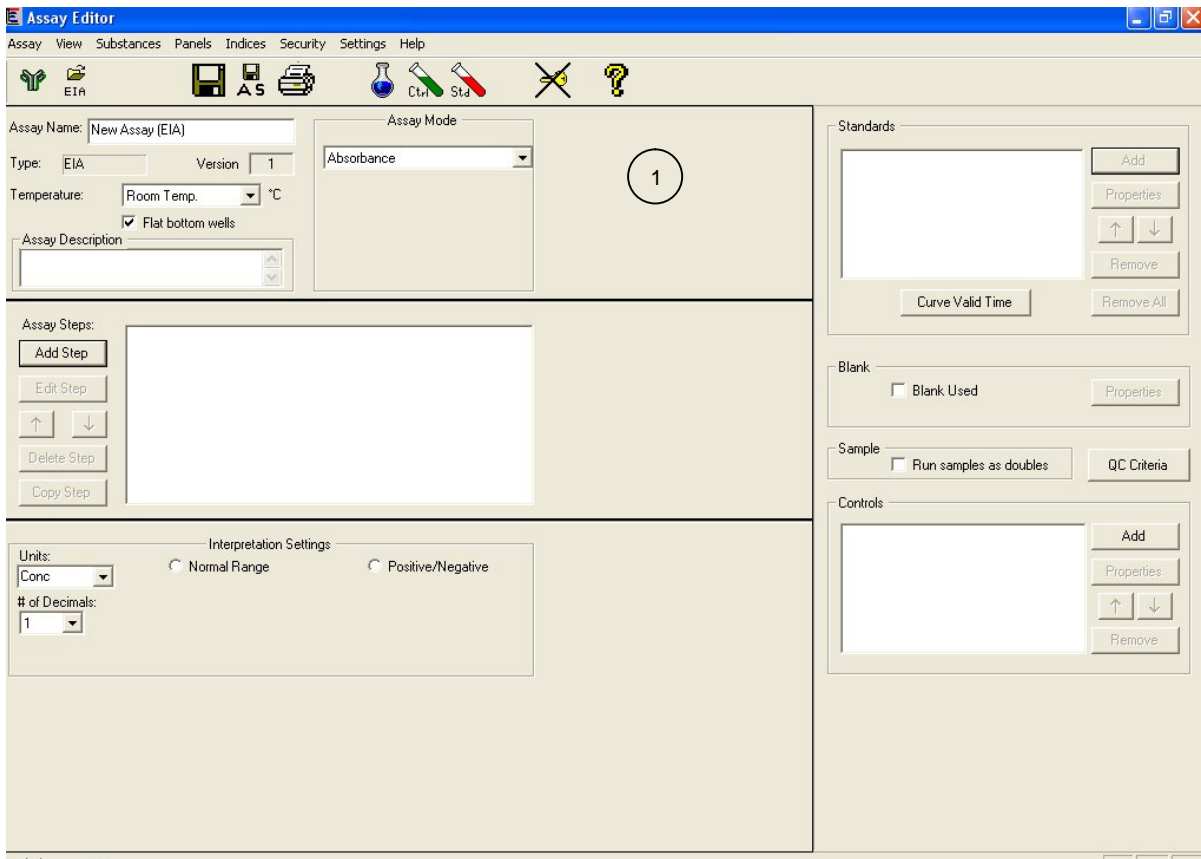 Assay Editor
Assay View Substances Panels Indices Security Settings Help
EIA AS Ctrl Std
Assay Name: New Assay (EIA)
Type: EIA Version 1
Temperature: Room Temp. °C
Flat bottom wells
Assay Description
Assay Mode
Absorbance
1
Assay Steps:
Add Step
Edit Step
↑ ↓
Delete Step
Copy Step
Interpretation Settings
Units:
Conc
Normal Range Positive/Negative
# of Decimals:
1
Standards
Add
Properties
↑ ↓
Remove
Curve Valid Time Remove All
Blank
Blank Used Properties
Sample
Run samples as doubles QC Criteria
Controls
Add
Properties
↑ ↓
Remove